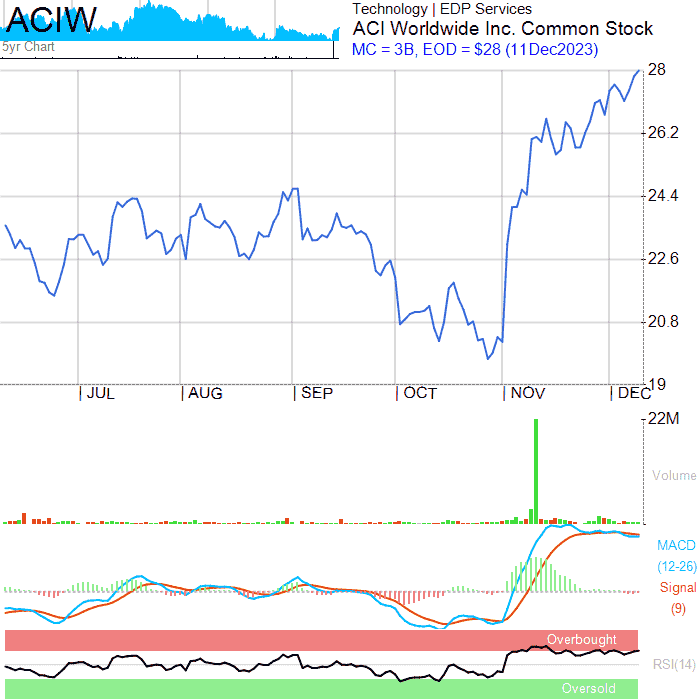 ACIW
5yr Chart
Technology | EDP Services
ACI Worldwide Inc. Common Stock
MC = 3B, EOD = $28 (11Dec2023)
28
26.2
24.4
22.6
20.8
19
JUL
AUG
SEP
OCT
NOV
DEC
22M
Volume
MACD
(12-26)
Signal
(9)
Overbought
RSI(14)
Oversold